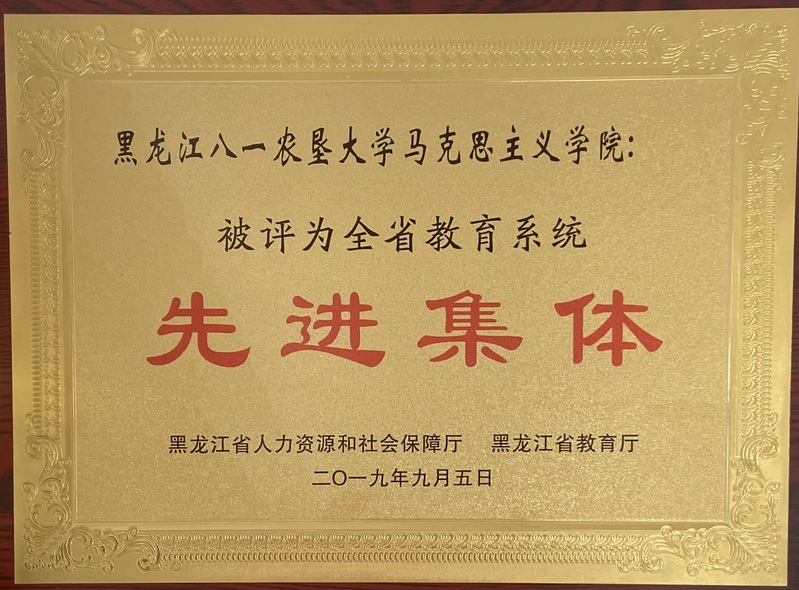 黑龙江八一农垦大学马克思主义学院：
被评为全省教育系统
先进集体
黑龙江省人力资源和社会保障厅 黑龙江省教育厅
二〇一九年九月五日